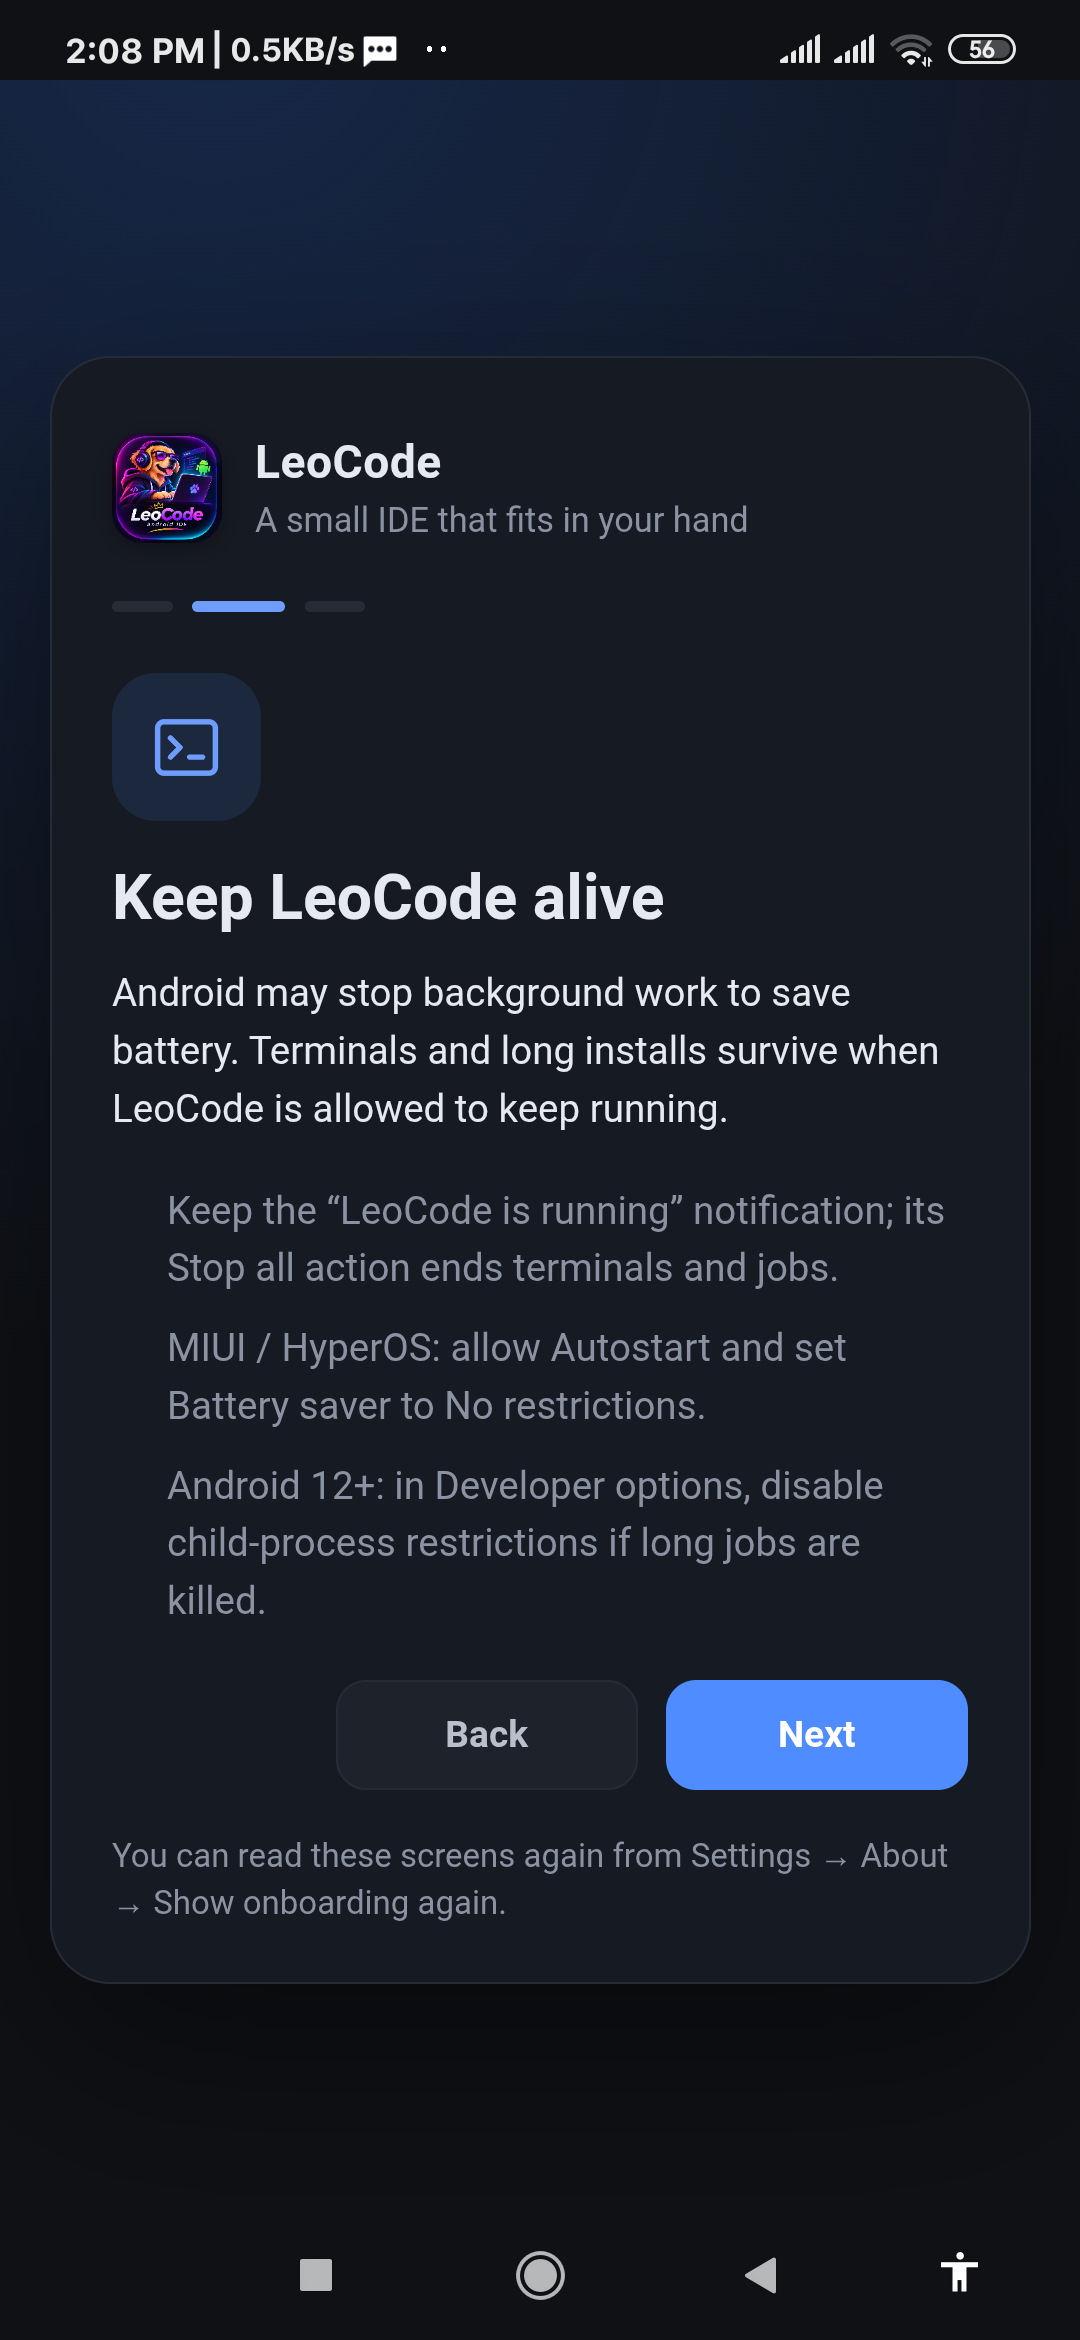 2:08 PM | 0.5KB/s
56
LeoCode
Android IDE
LeoCode
A small IDE that fits in your hand
Keep LeoCode alive
Android may stop background work to save
battery. Terminals and long installs survive when
LeoCode is allowed to keep running.
Keep the “LeoCode is running” notification; its
Stop all action ends terminals and jobs.
MIUI / HyperOS: allow Autostart and set
Battery saver to No restrictions.
Android 12+: in Developer options, disable
child-process restrictions if long jobs are
killed.
Back
Next
You can read these screens again from Settings → About
→ Show onboarding again.